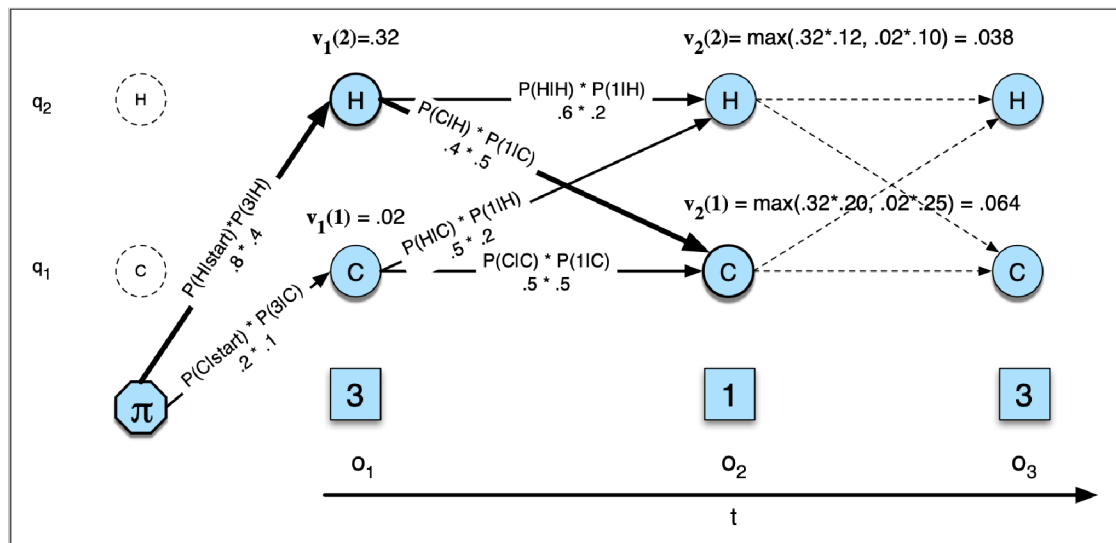 v₁(2)=.32
v₂(2)= max(.32*.12, .02*.10) = .038
q₂
H
H
P(H|H) * P(1|H)
.6 * .2
H
H
P(C|H) * P(1|C)
.4 * .5
P(H|start)*P(3|H)
.8 * .4
v₁(1) = .02
P(H|C) * P(1|H)
.5 * .2
v₂(1) = max(.32*.20, .02*.25) = .064
q₁
C
C
P(C|C) * P(1|C)
.5 * .5
C
C
P(C|start) * P(3|C)
.2 * .1
π
3
1
3
o₁
o₂
o₃
t